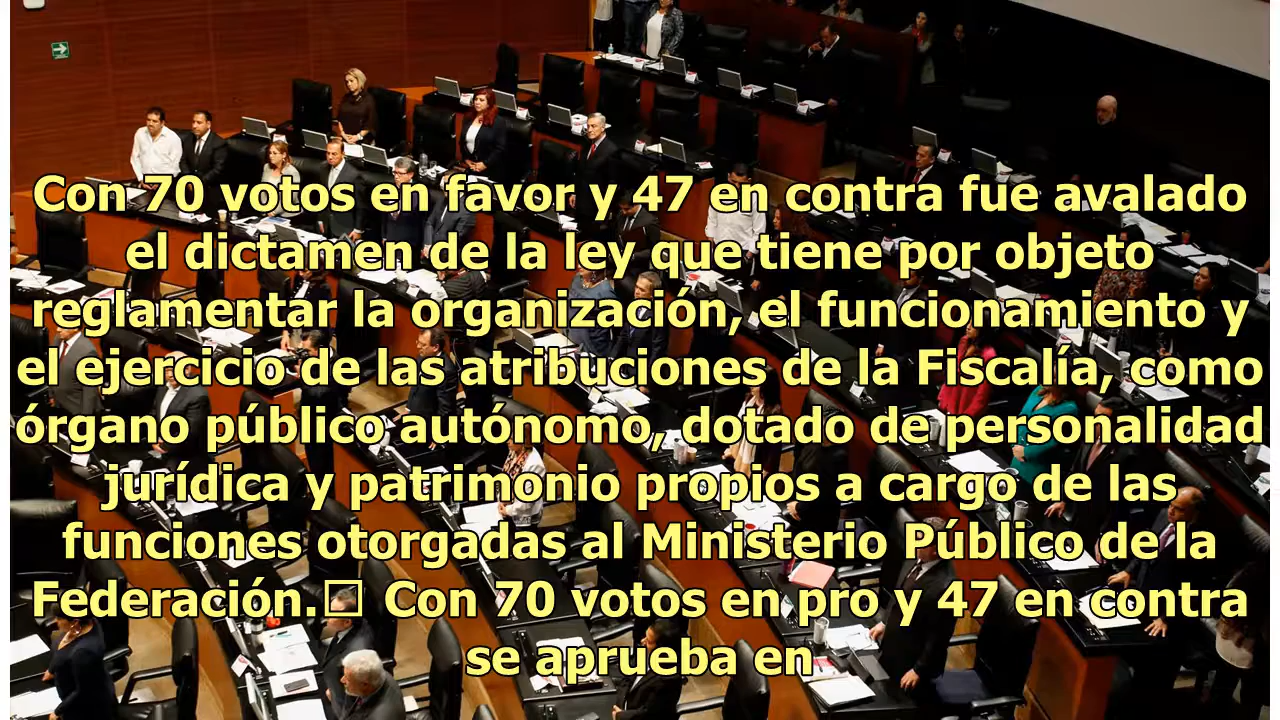 Con 70 votos en favor y 47 en contra fue avalado
el dictamen de la ley que tiene por objeto
reglamentar la organización, el funcionamiento y
el ejercicio de las atribuciones de la Fiscalía, como
órgano público autónomo, dotado de personalidad
jurídica y patrimonio propios a cargo de las
funciones otorgadas al Ministerio Público de la
Federación.□ Con 70 votos en pro y 47 en contra
se aprueba en